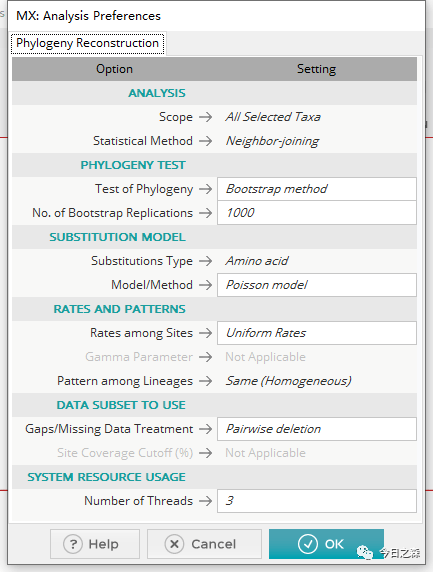 MX: Analysis Preferences
Phylogeny Reconstruction
Option Setting
ANALYSIS
Scope → All Selected Taxa
Statistical Method → Neighbor-joining
PHYLOGENY TEST
Test of Phylogeny → Bootstrap method
No. of Bootstrap Replications → 1000
SUBSTITUTION MODEL
Substitutions Type → Amino acid
Model/Method → Poisson model
RATES AND PATTERNS
Rates among Sites → Uniform Rates
Gamma Parameter → Not Applicable
Pattern among Lineages → Same (Homogeneous)
DATA SUBSET TO USE
Gaps/Missing Data Treatment → Pairwise deletion
Site Coverage Cutoff (%) → Not Applicable
SYSTEM RESOURCE USAGE
Number of Threads → 3
? Help × Cancel ✓ OK
今日之森